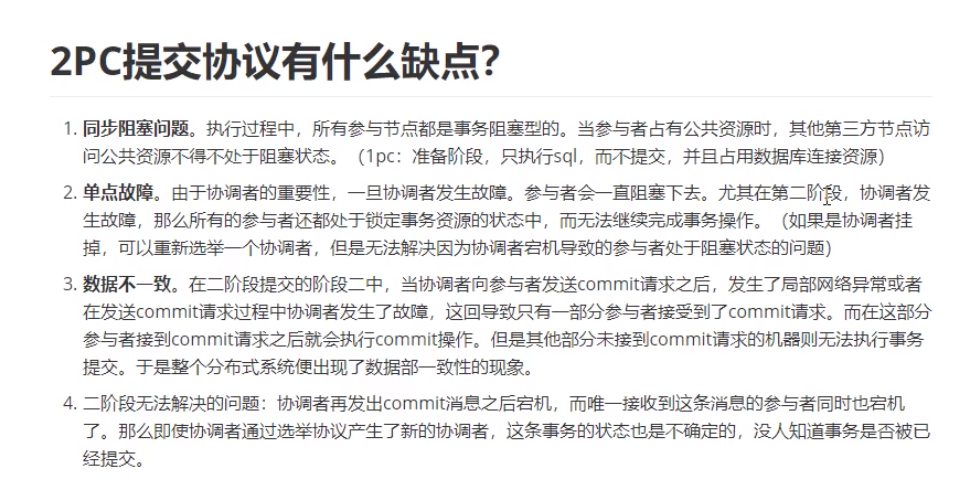 2PC提交协议有什么缺点？
1. 同步阻塞问题。执行过程中，所有参与节点都是事务阻塞型的。当参与者占有公共资源时，其他第三方节点访
问公共资源不得不处于阻塞状态。（1pc：准备阶段，只执行sql，而不提交，并且占用数据库连接资源）
2. 单点故障。由于协调者的重要性，一旦协调者发生故障。参与者会一直阻塞下去。尤其在第二阶段，协调者发
生故障，那么所有的参与者还都处于锁定事务资源的状态中，而无法继续完成事务操作。（如果是协调者挂
掉，可以重新选举一个协调者，但是无法解决因为协调者宕机导致的参与者处于阻塞状态的问题）
3. 数据不一致。在二阶段提交的阶段二中，当协调者向参与者发送commit请求之后，发生了局部网络异常或者
在发送commit请求过程中协调者发生了故障，这回导致只有一部分参与者接受到了commit请求。而在这部分
参与者接到commit请求之后就会执行commit操作。但是其他部分未接到commit请求的机器则无法执行事务
提交。于是整个分布式系统便出现了数据部一致性的现象。
4. 二阶段无法解决的问题：协调者再发出commit消息之后宕机，而唯一接收到这条消息的参与者同时也宕机
了。那么即使协调者通过选举协议产生了新的协调者，这条事务的状态也是不确定的，没人知道事务是否被已
经提交。